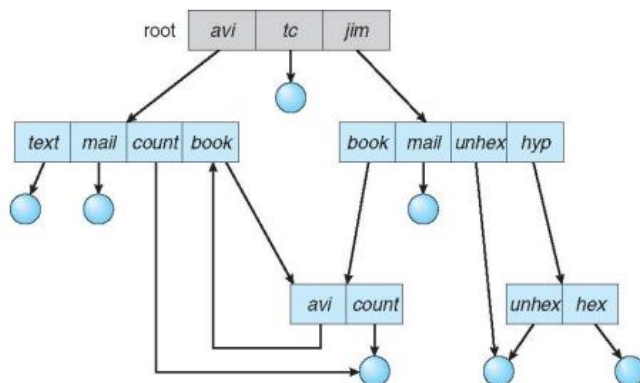 root avi tc jim
text mail count book
book mail unhex hyp
avi count
unhex hex